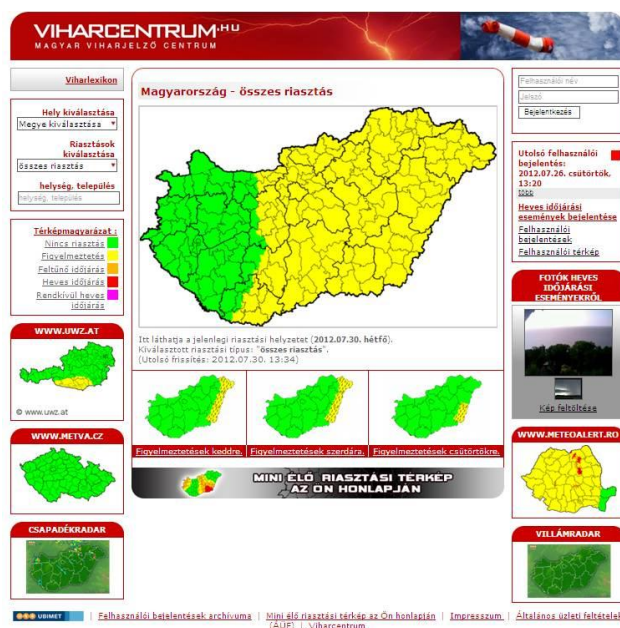 VIHARCENTRUM.HU
MAGYAR VIHARJELZŐ CENTRUM
Viharlexikon
Hely kiválasztása
Megye kiválasztása
Riasztások
kiválasztása
összes riasztás
helység, település
helység, település
Térképmagyarázat :
Nincs riasztás
Figyelmeztetés
Feltűnő időjárás
Heves időjárás
Rendkívül heves
időjárás
WWW.UWZ.AT
© www.uwz.at
WWW.METVA.CZ
CSAPADÉKRADAR
Magyarország - összes riasztás
Itt láthatja a jelenlegi riasztási helyzetet (2012.07.30. hétfő).
Kiválasztott riasztási típus: "összes riasztás".
(Utolsó frissítés: 2012.07.30. 13:34)
Figyelmeztetések keddre.
Figyelmeztetések szerdára.
Figyelmeztetések csütörtökre.
MINI ÉLŐ RIASZTÁSI TÉRKÉP
AZ ÖN HONLAPJÁN
Felhasználói név
Jelszó
Bejelentkezés
Utolsó felhasználói
bejelentés:
2012.07.26. csütörtök,
13:20
több
Heves időjárási
események bejelentése
Felhasználói
bejelentések
Felhasználói térkép
FOTÓK HEVES
IDŐJÁRÁSI
ESEMÉNYEKRŐL
Kép feltöltése
WWW.METEOALERT.RO
VILLÁMRADAR
UBIMET | Felhasználói bejelentések archívuma | Mini élő riasztási térkép az Ön honlapján | Impresszum | Általános üzleti feltételek
(ÁÜF) | Viharcentrum